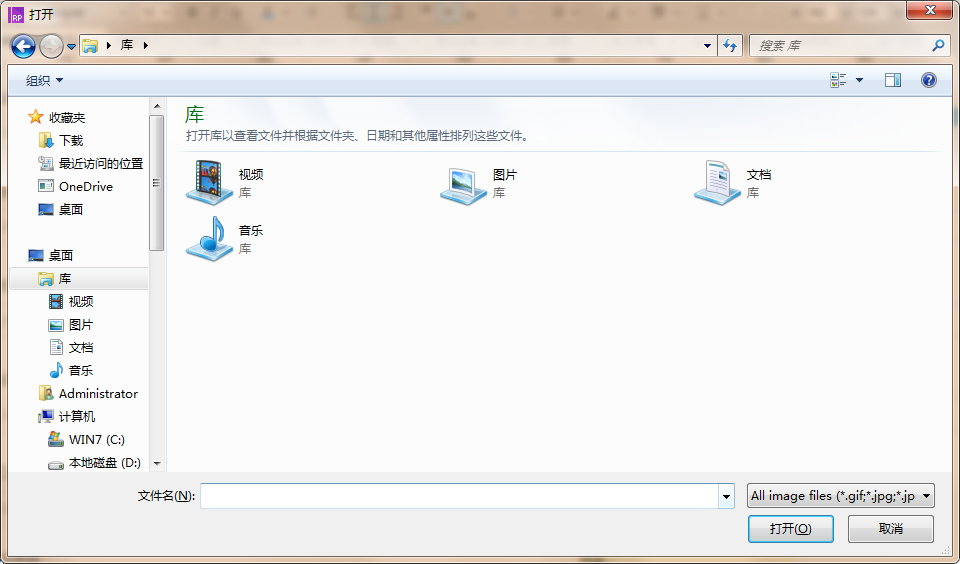 RP 打开
库
搜索 库
组织
收藏夹
下载
最近访问的位置
OneDrive
桌面
桌面
库
视频
图片
文档
音乐
Administrator
计算机
WIN7 (C:)
本地磁盘 (D:)
库
打开库以查看文件并根据文件夹、日期和其他属性排列这些文件。
视频
库
图片
库
文档
库
音乐
库
文件名(N):
All image files (*.gif;*.jpg;*.jp
打开(O)
取消